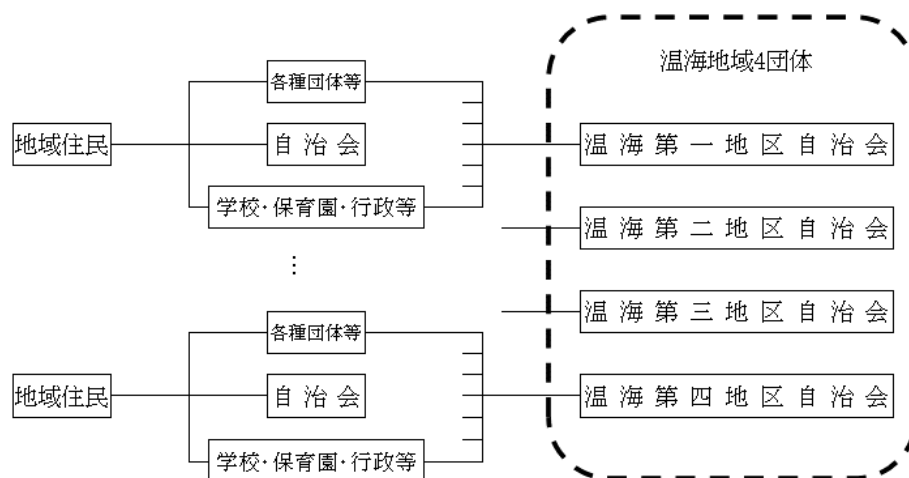 温海地域4団体
各種団体等
地域住民
自治会
温海第一地区自治会
学校・保育園・行政等
温海第二地区自治会
⋮
温海第三地区自治会
各種団体等
地域住民
自治会
温海第四地区自治会
学校・保育園・行政等